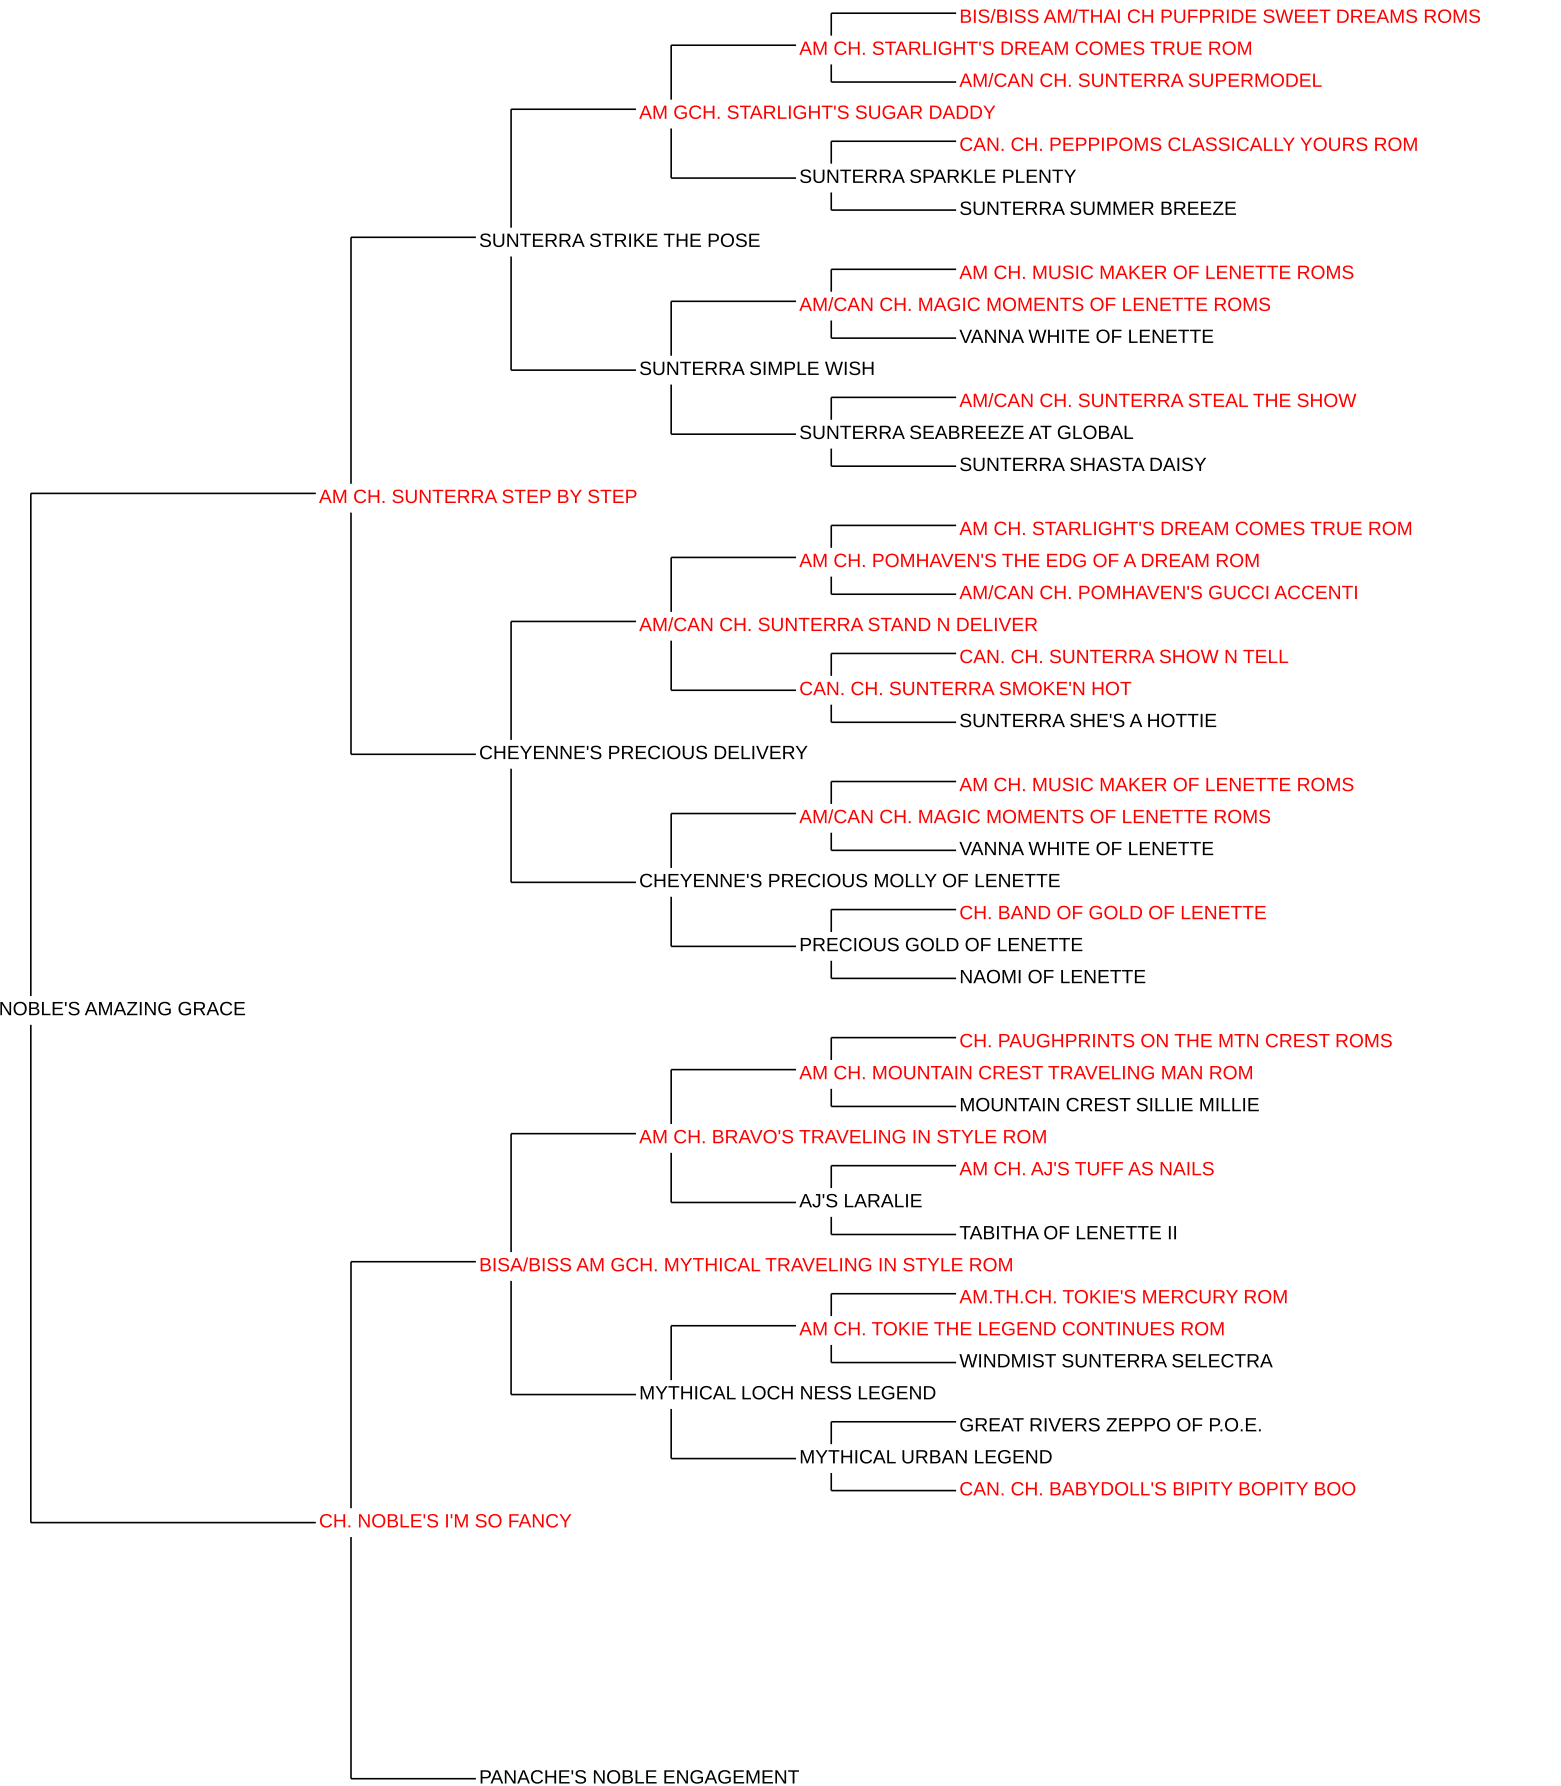 BIS/BISS AM/THAI CH PUFPRIDE SWEET DREAMS ROMS
AM CH. STARLIGHT'S DREAM COMES TRUE ROM
AM/CAN CH. SUNTERRA SUPERMODEL
AM GCH. STARLIGHT'S SUGAR DADDY
CAN. CH. PEPPIPOMS CLASSICALLY YOURS ROM
SUNTERRA SPARKLE PLENTY
SUNTERRA SUMMER BREEZE
SUNTERRA STRIKE THE POSE
AM CH. MUSIC MAKER OF LENETTE ROMS
AM/CAN CH. MAGIC MOMENTS OF LENETTE ROMS
VANNA WHITE OF LENETTE
SUNTERRA SIMPLE WISH
AM/CAN CH. SUNTERRA STEAL THE SHOW
SUNTERRA SEABREEZE AT GLOBAL
SUNTERRA SHASTA DAISY
AM CH. SUNTERRA STEP BY STEP
AM CH. STARLIGHT'S DREAM COMES TRUE ROM
AM CH. POMHAVEN'S THE EDG OF A DREAM ROM
AM/CAN CH. POMHAVEN'S GUCCI ACCENTI
AM/CAN CH. SUNTERRA STAND N DELIVER
CAN. CH. SUNTERRA SHOW N TELL
CAN. CH. SUNTERRA SMOKE'N HOT
SUNTERRA SHE'S A HOTTIE
CHEYENNE'S PRECIOUS DELIVERY
AM CH. MUSIC MAKER OF LENETTE ROMS
AM/CAN CH. MAGIC MOMENTS OF LENETTE ROMS
VANNA WHITE OF LENETTE
CHEYENNE'S PRECIOUS MOLLY OF LENETTE
CH. BAND OF GOLD OF LENETTE
PRECIOUS GOLD OF LENETTE
NAOMI OF LENETTE
NOBLE'S AMAZING GRACE
CH. PAUGHPRINTS ON THE MTN CREST ROMS
AM CH. MOUNTAIN CREST TRAVELING MAN ROM
MOUNTAIN CREST SILLIE MILLIE
AM CH. BRAVO'S TRAVELING IN STYLE ROM
AM CH. AJ'S TUFF AS NAILS
AJ'S LARALIE
TABITHA OF LENETTE II
BISA/BISS AM GCH. MYTHICAL TRAVELING IN STYLE ROM
AM.TH.CH. TOKIE'S MERCURY ROM
AM CH. TOKIE THE LEGEND CONTINUES ROM
WINDMIST SUNTERRA SELECTRA
MYTHICAL LOCH NESS LEGEND
GREAT RIVERS ZEPPO OF P.O.E.
MYTHICAL URBAN LEGEND
CAN. CH. BABYDOLL'S BIPITY BOPITY BOO
CH. NOBLE'S I'M SO FANCY
PANACHE'S NOBLE ENGAGEMENT